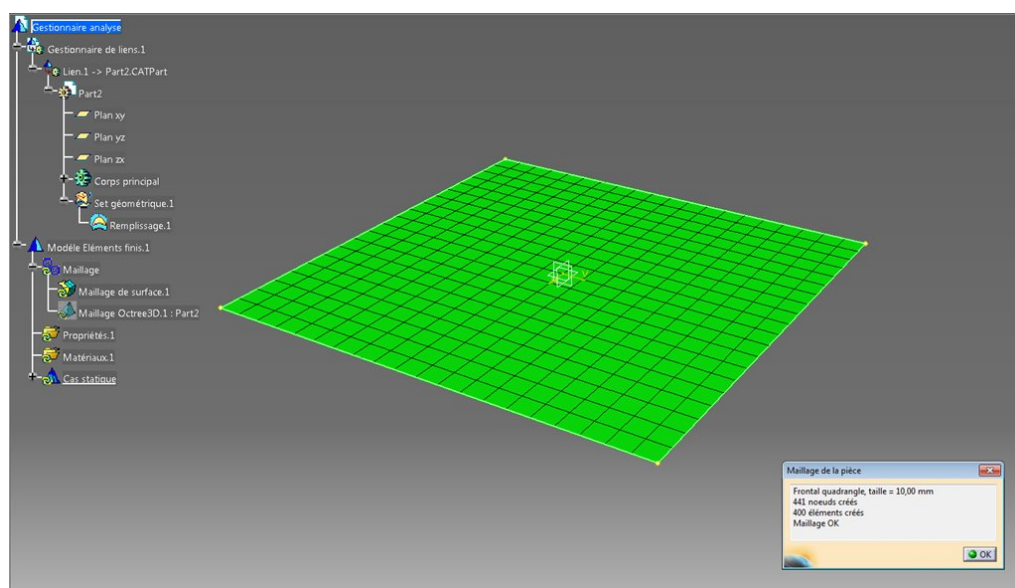 Gestionnaire analyse
Gestionnaire de liens.1
Lien.1 -> Part2.CATPart
Part2
Plan xy
Plan yz
Plan zx
Corps principal
Set géométrique.1
Remplissage.1
Modèle Eléments finis.1
Maillage
Maillage de surface.1
Maillage Octree3D.1 : Part2
Propriétés.1
Matériaux.1
Cas statique
y
Maillage de la pièce
Frontal quadrangle, taille = 10,00 mm
441 noeuds créés
400 éléments créés
Maillage OK
OK